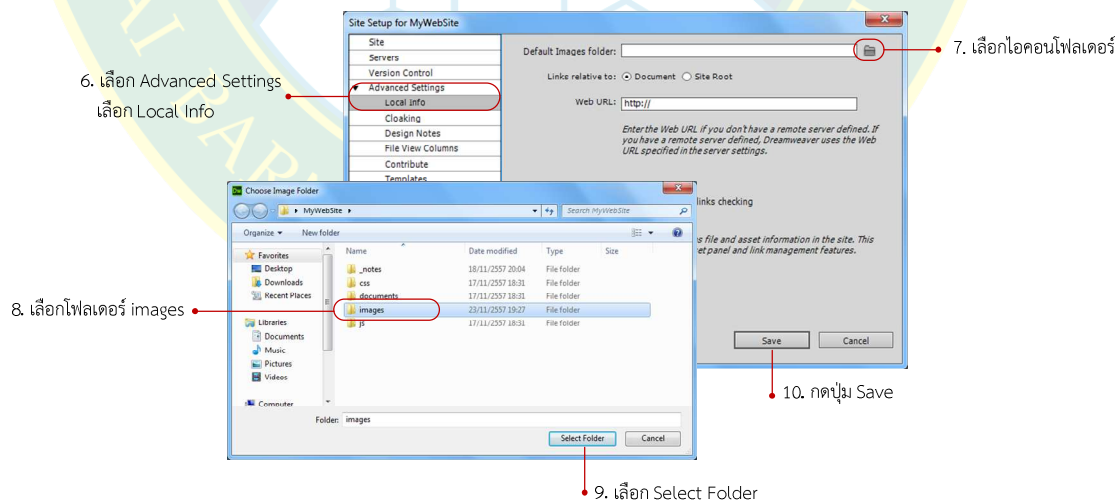 Site Setup for MyWebSite
Site
Servers
Version Control
Advanced Settings
Local Info
Cloaking
Design Notes
File View Columns
Contribute
Templates
Default Images folder:
Links relative to: Document Site Root
Web URL: http://
Enter the Web URL if you don't have a remote server defined. If
you have a remote server defined, Dreamweaver uses the Web
URL specified in the server settings.
links checking
s file and asset information in the site. This
et panel and link management features.
Save Cancel
6. เลือก Advanced Settings
เลือก Local Info
7. เลือกไอคอนโฟลเดอร์
Choose Image Folder
MyWebSite
Search MyWebSite
Organize New folder
Favorites
Desktop
Downloads
Recent Places
Libraries
Documents
Music
Pictures
Videos
Computer
Name Date modified Type Size
_notes 18/11/2557 20:04 File folder
css 17/11/2557 18:31 File folder
documents 17/11/2557 18:31 File folder
images 23/11/2557 19:27 File folder
js 17/11/2557 18:31 File folder
Folder: images
Select Folder Cancel
8. เลือกโฟลเดอร์ images
9. เลือก Select Folder
10. กดปุ่ม Save